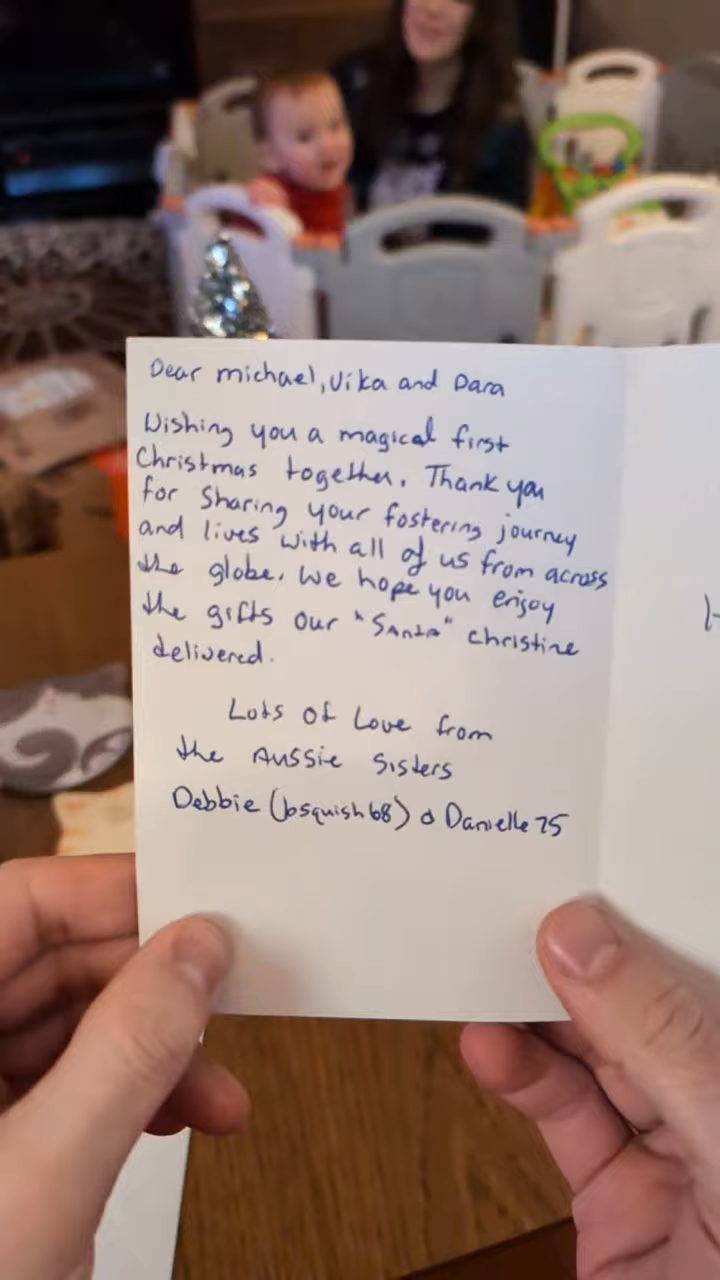 Dear michael, Vika and Dara
Wishing you a magical first
Christmas together. Thank you
for Sharing your fostering journey
and lives with all of us from across
the globe. We hope you enjoy
the gifts our "Santa" christine
delivered.
Lots of Love from
the Aussie Sisters
Debbie (bsquish68) & Danielle 75